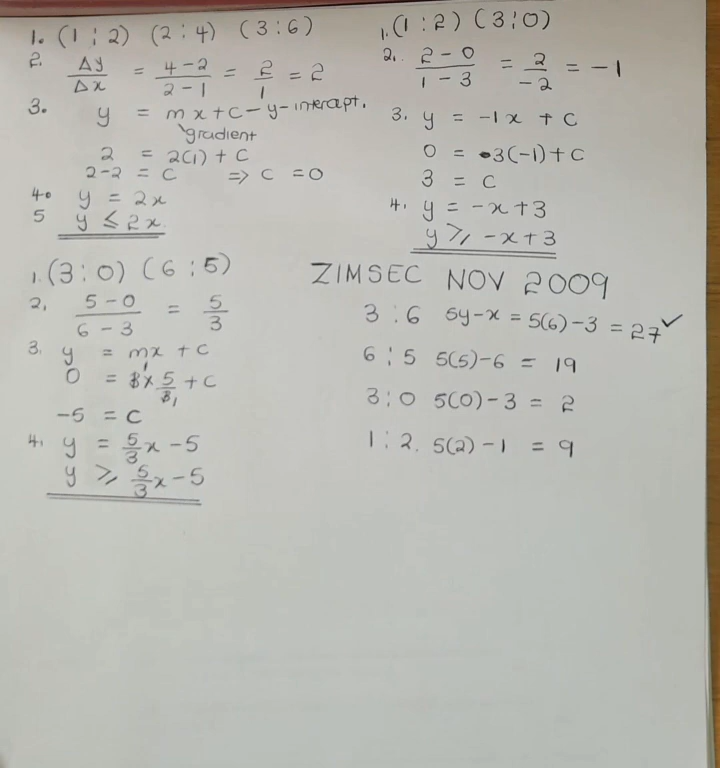 1. (1 ; 2) (2 ; 4) (3 ; 6)
2. Δy/Δx = 4-2/2-1 = 2/1 = 2
3. y = mx+c - y-intercept.
gradient
2 = 2(1) + c
2-2 = c => c = 0
4. y = 2x
5 y ≤ 2x
1. (1 ; 2) (3 ; 0)
2. 2-0/1-3 = 2/-2 = -1
3. y = -1x + c
0 = 3(-1)+c
3 = c
4. y = -x+3
y ≥ -x+3
1. (3 ; 0) (6 ; 5)
2. 5-0/6-3 = 5/3
3. y = mx + c
0 = 3 x 5/3 + c
-5 = c
4. y = 5/3x - 5
y ≥ 5/3x - 5
ZIMSEC NOV 2009
3 ; 6 5y-x = 5(6)-3 = 27 ✓
6 ; 5 5(5)-6 = 19
3 ; 0 5(0)-3 = 2
1 ; 2. 5(2)-1 = 9